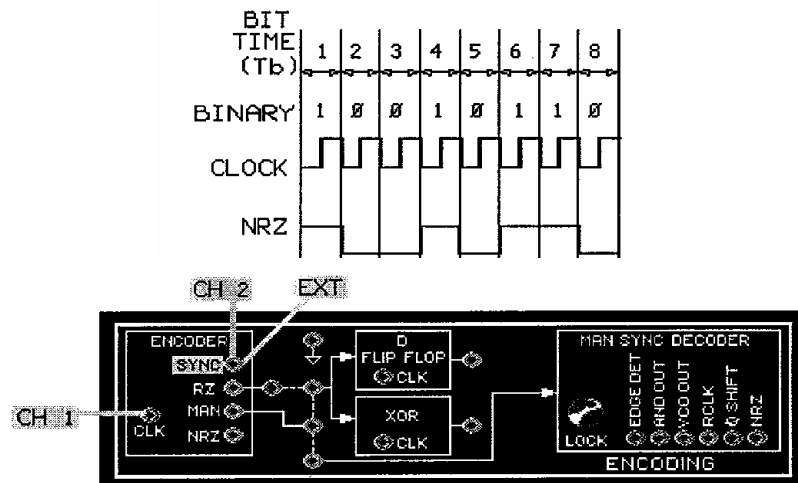 BIT
TIME
(Tb)
1 2 3 4 5 6 7 8
BINARY 1 Ø Ø 1 Ø 1 1 Ø
CLOCK
NRZ
CH 2 EXT
ENCODER
SYNC
RZ
MAN
NRZ
CH 1
CLK
D
FLIP FLOP
CLK
XOR
CLK
MAN SYNC DECODER
LOCK
EDGE DET
AND OUT
VCO OUT
RCLK
Q SHIFT
NRZ
ENCODING